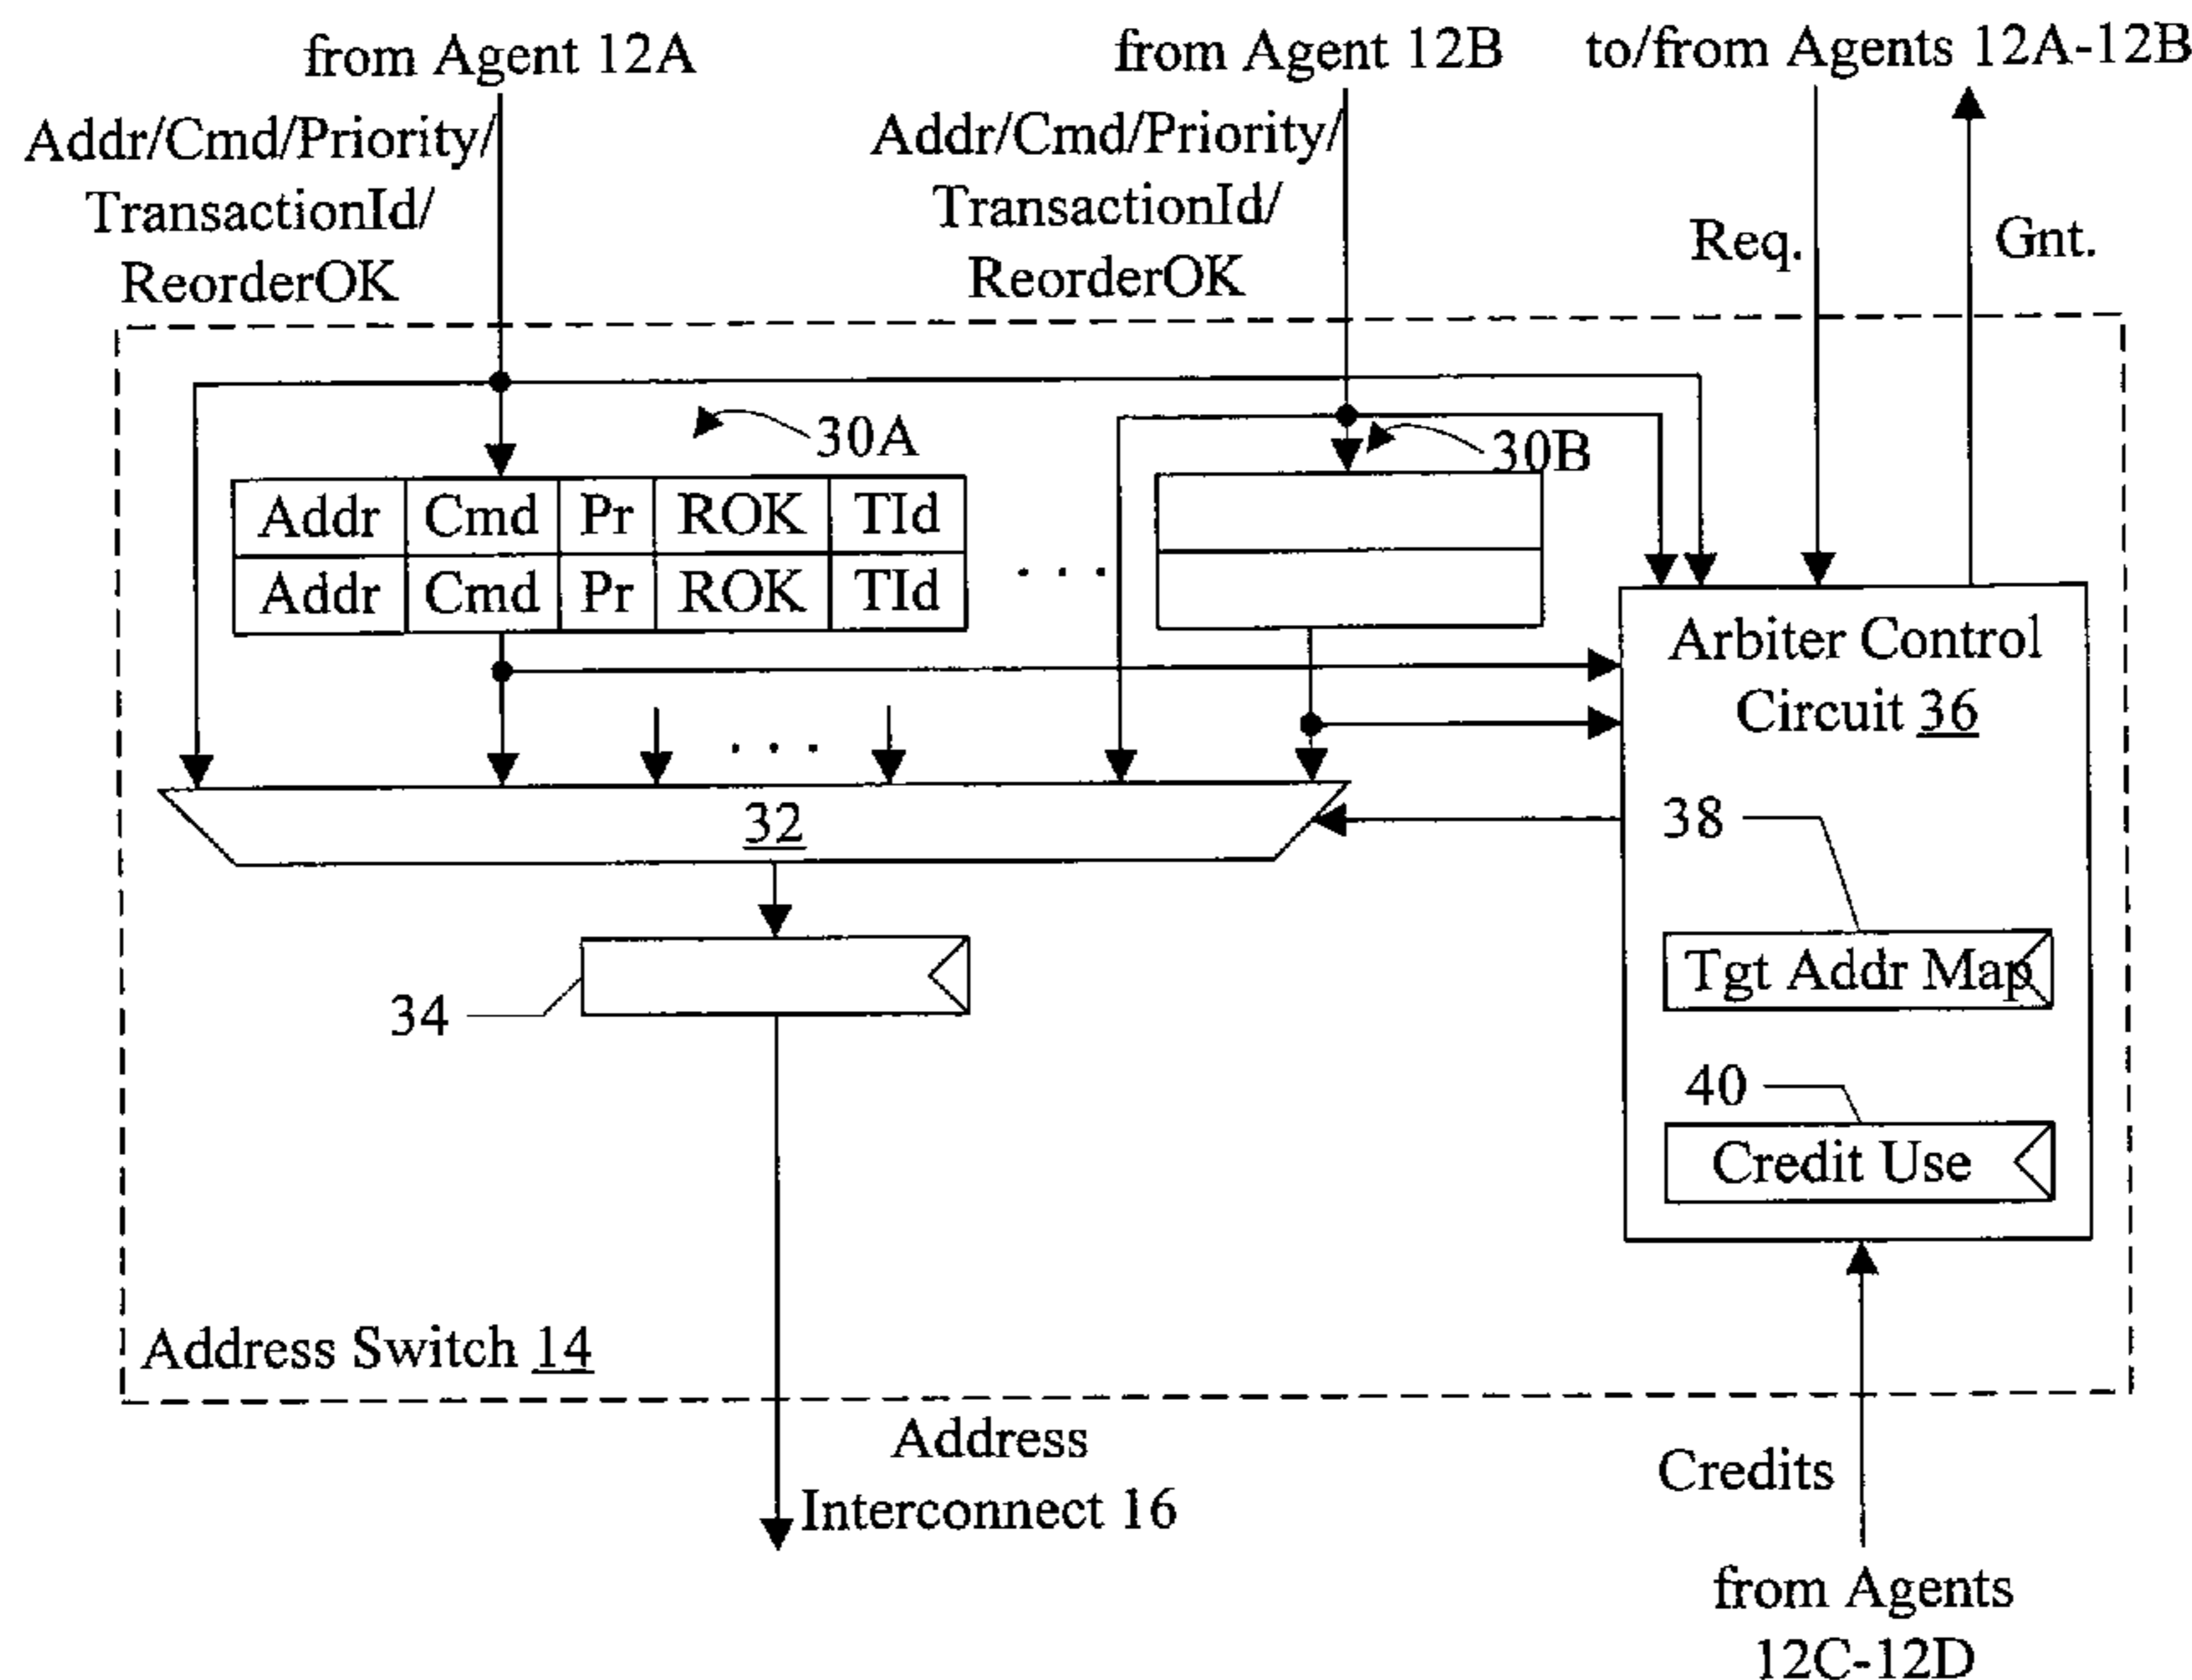 from Agent 12A
from Agent 12B
to/from Agents 12A-12B
Addr/Cmd/Priority/
TransactionId/
ReorderOK
Addr/Cmd/Priority/
TransactionId/
ReorderOK
Req.
Gnt.
30A
30B
Addr Cmd Pr ROK TId
Addr Cmd Pr ROK TId
. . .
Arbiter Control
Circuit 36
. . .
32
38
Tgt Addr Map
34
40
Credit Use
Address Switch 14
Address
Interconnect 16
Credits
from Agents
12C-12D